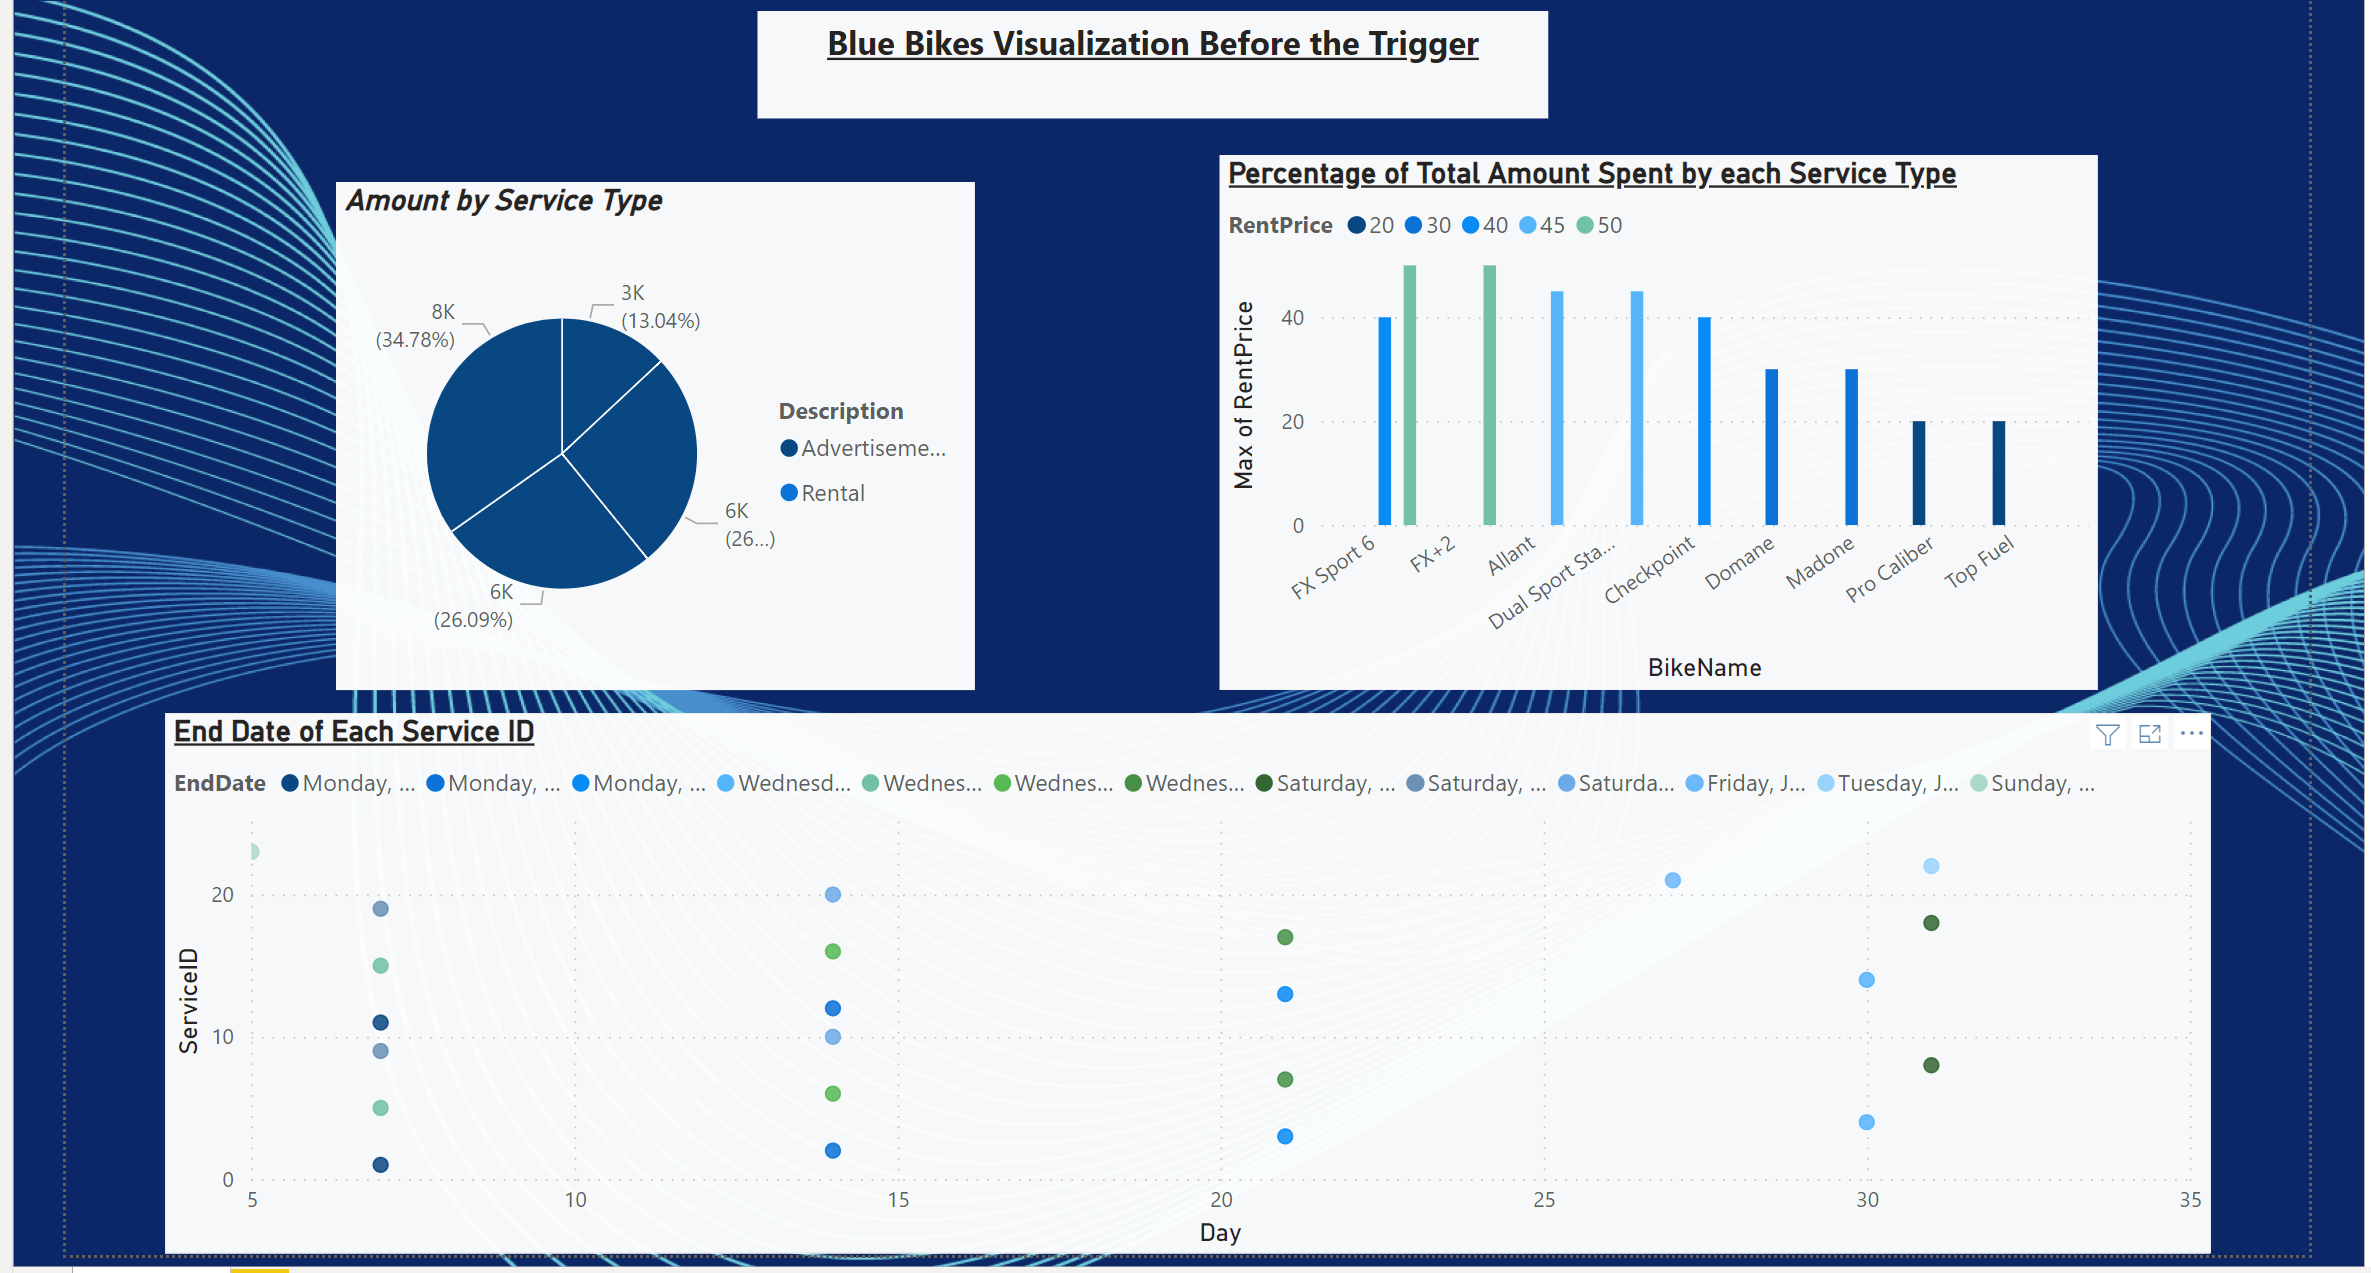 Blue Bikes Visualization Before the Trigger
Amount by Service Type
3K
(13.04%)
8K
(34.78%)
6K
(26...)
6K
(26.09%)
Description
Advertiseme...
Rental
Percentage of Total Amount Spent by each Service Type
RentPrice 20 30 40 45 50
Max of RentPrice
40
20
0
FX Sport 6
FX+2
Allant
Dual Sport Sta...
Checkpoint
Domane
Madone
Pro Caliber
Top Fuel
BikeName
End Date of Each Service ID
EndDate Monday, ... Monday, ... Monday, ... Wednesd... Wednes... Wednes... Wednes... Saturday, ... Saturday, ... Saturda... Friday, J... Tuesday, J... Sunday, ...
ServiceID
20
10
0
5 10 15 20 25 30 35
Day